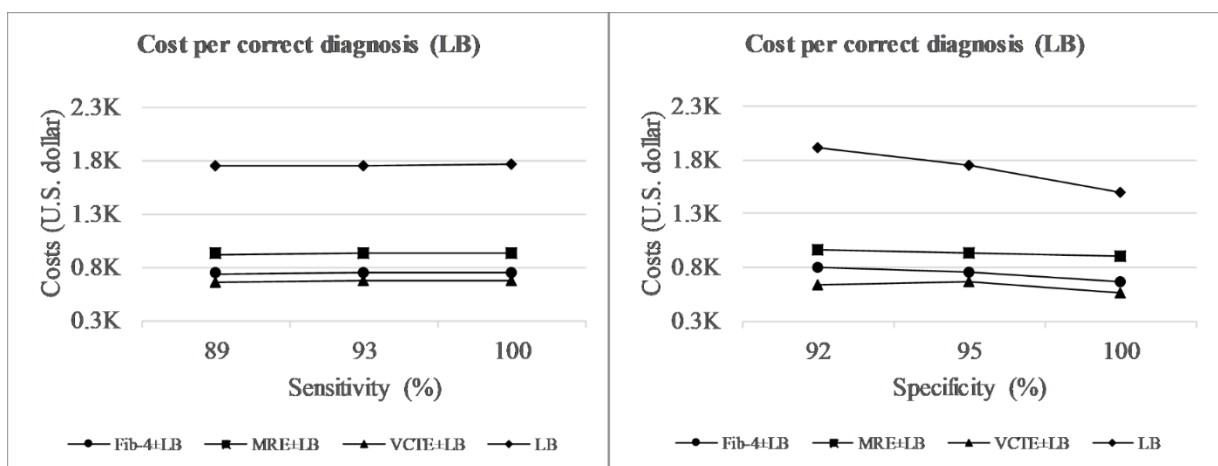 Cost per correct diagnosis (LB)
Costs (U.S. dollar)
2.3K
1.8K
1.3K
0.8K
0.3K
89 93 100
Sensitivity (%)
Fib-4±LB MRE±LB VCTE±LB LB
Cost per correct diagnosis (LB)
Costs (U.S. dollar)
2.3K
1.8K
1.3K
0.8K
0.3K
92 95 100
Specificity (%)
Fib-4±LB MRE±LB VCTE±LB LB